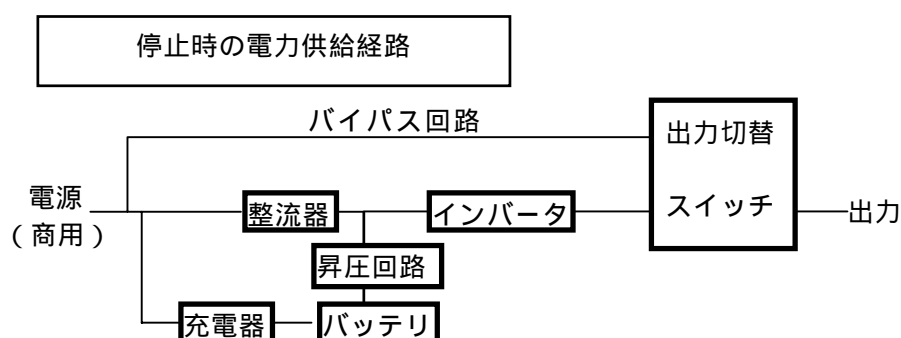 停止時の電力供給経路
バイパス回路
出力切替
スイッチ
電源
(商用)
整流器
インバータ
出力
昇圧回路
充電器
バッテリ